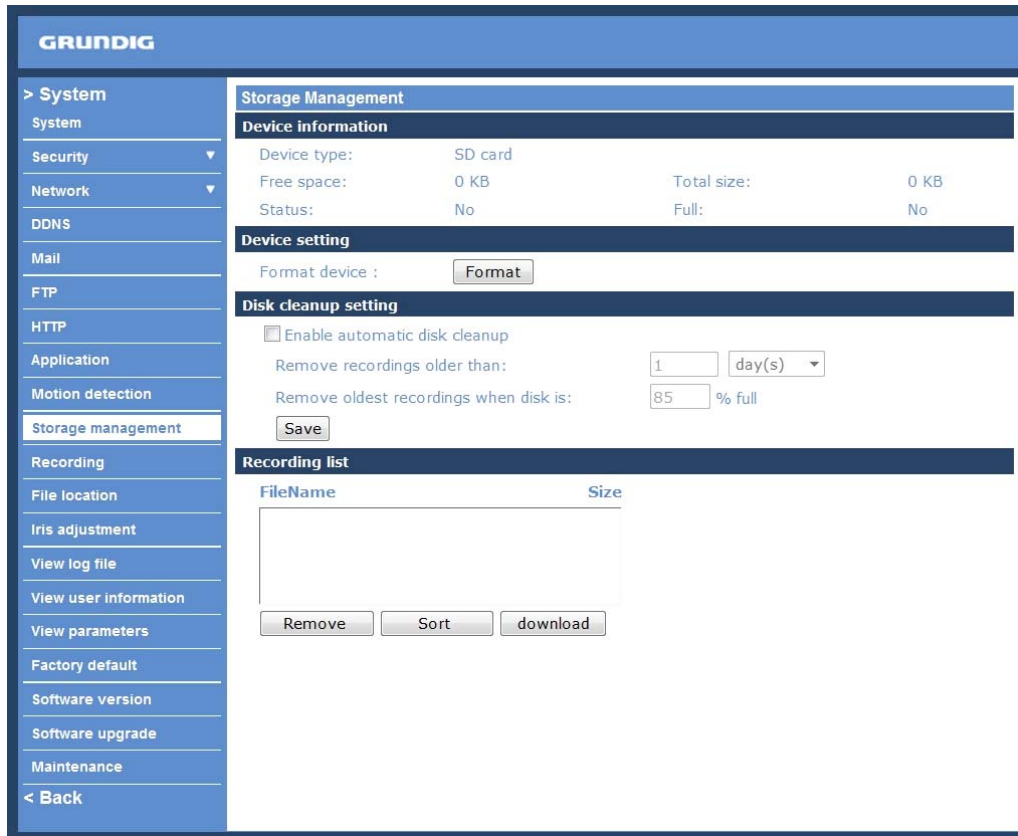 GRUNDIG
> System
System
Security
Network
DDNS
Mail
FTP
HTTP
Application
Motion detection
Storage management
Recording
File location
Iris adjustment
View log file
View user information
View parameters
Factory default
Software version
Software upgrade
Maintenance
< Back
Storage Management
Device information
Device type: SD card
Free space: 0 KB Total size: 0 KB
Status: No Full: No
Device setting
Format device : Format
Disk cleanup setting
Enable automatic disk cleanup
Remove recordings older than: 1 day(s)
Remove oldest recordings when disk is: 85 % full
Save
Recording list
FileName Size
Remove Sort download